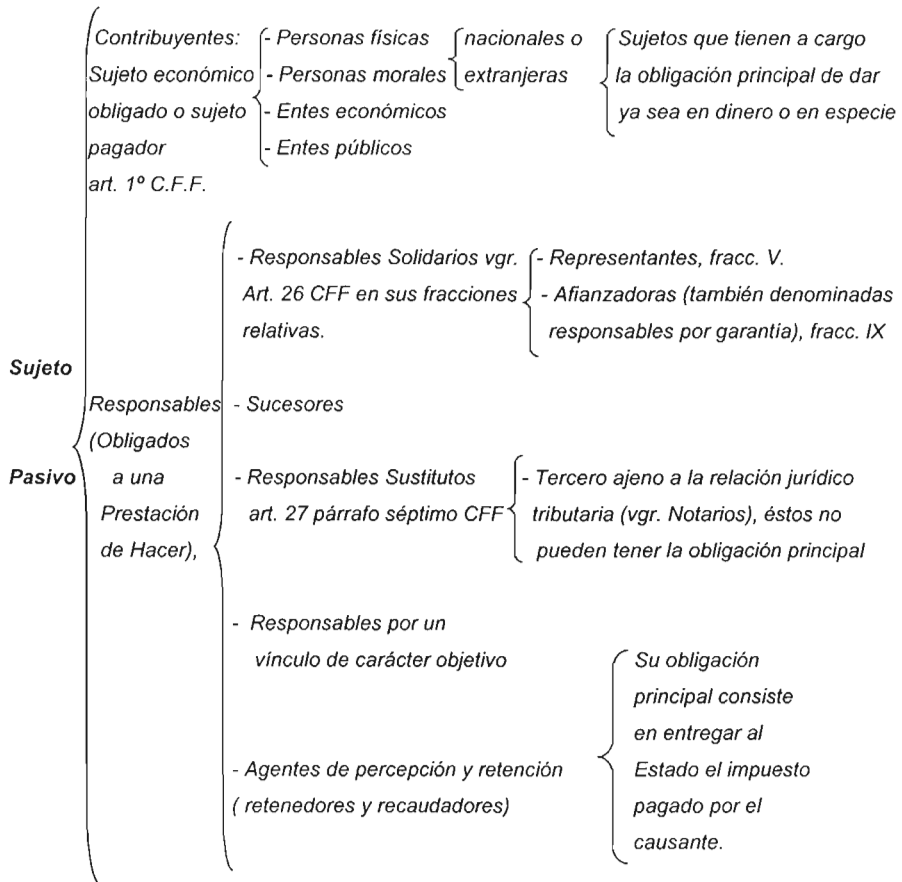 Contribuyentes:
Sujeto económico
obligado o sujeto
pagador
art. 1º C.F.F.
- Personas físicas
- Personas morales
- Entes económicos
- Entes públicos
nacionales o
extranjeras
Sujetos que tienen a cargo
la obligación principal de dar
ya sea en dinero o en especie
Sujeto
Pasivo
Responsables
(Obligados
a una
Prestación
de Hacer),
- Responsables Solidarios vgr.
Art. 26 CFF en sus fracciones
relativas.
- Representantes, fracc. V.
- Afianzadoras (también denominadas
responsables por garantía), fracc. IX
- Sucesores
- Responsables Sustitutos
art. 27 párrafo séptimo CFF
- Tercero ajeno a la relación jurídico
tributaria (vgr. Notarios), éstos no
pueden tener la obligación principal
- Responsables por un
vínculo de carácter objetivo
- Agentes de percepción y retención
( retenedores y recaudadores)
Su obligación
principal consiste
en entregar al
Estado el impuesto
pagado por el
causante.